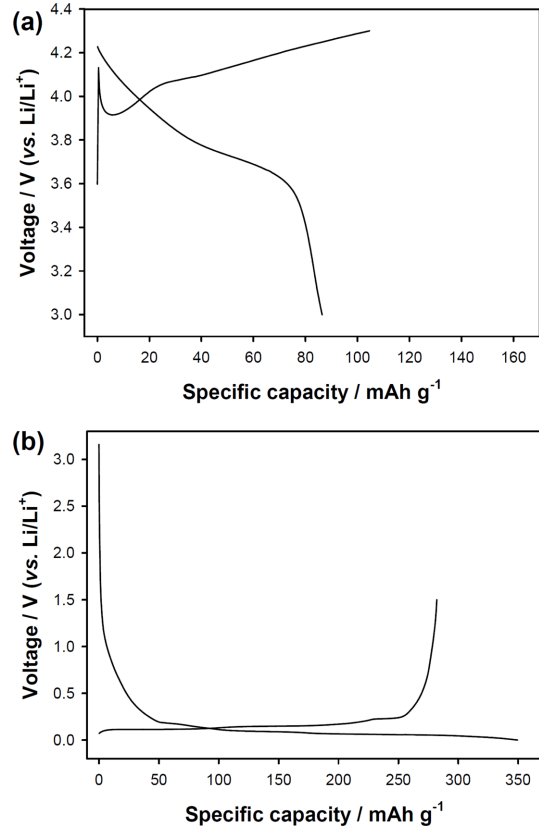 (a)
Voltage / V (vs. Li/Li⁺)
4.4
4.2
4.0
3.8
3.6
3.4
3.2
3.0
0 20 40 60 80 100 120 140 160
Specific capacity / mAh g⁻¹
(b)
Voltage / V (vs. Li/Li⁺)
3.0
2.5
2.0
1.5
1.0
0.5
0.0
0 50 100 150 200 250 300 350
Specific capacity / mAh g⁻¹